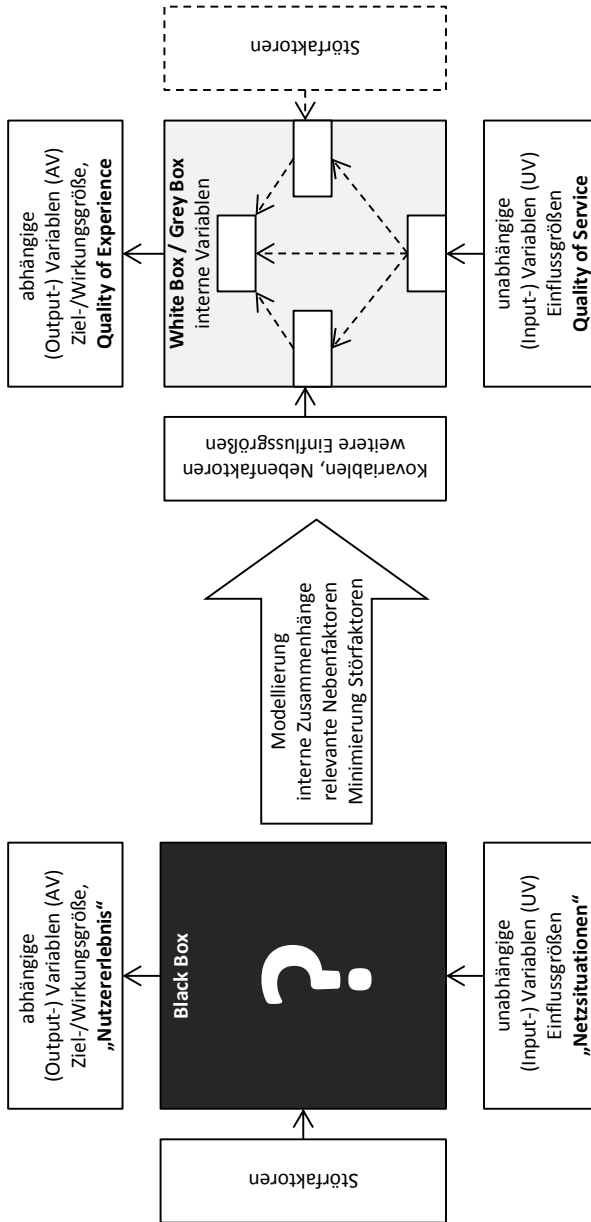 Störfaktoren
abhängige
(Output-) Variablen (AV)
Ziel-/Wirkungsgröße,
„Nutzererlebnis“
Black Box
?
unabhängige
(Input-) Variablen (UV)
Einflussgrößen
„Netzsituationen“
Modellierung
interne Zusammenhänge
relevante Nebenfaktoren
Minimierung Störfaktoren
Kovariablen, Nebenfaktoren
weitere Einflussgrößen
abhängige
(Output-) Variablen (AV)
Ziel-/Wirkungsgröße,
Quality of Experience
White Box / Grey Box
interne Variablen
unabhängige
(Input-) Variablen (UV)
Einflussgrößen
Quality of Service
Störfaktoren